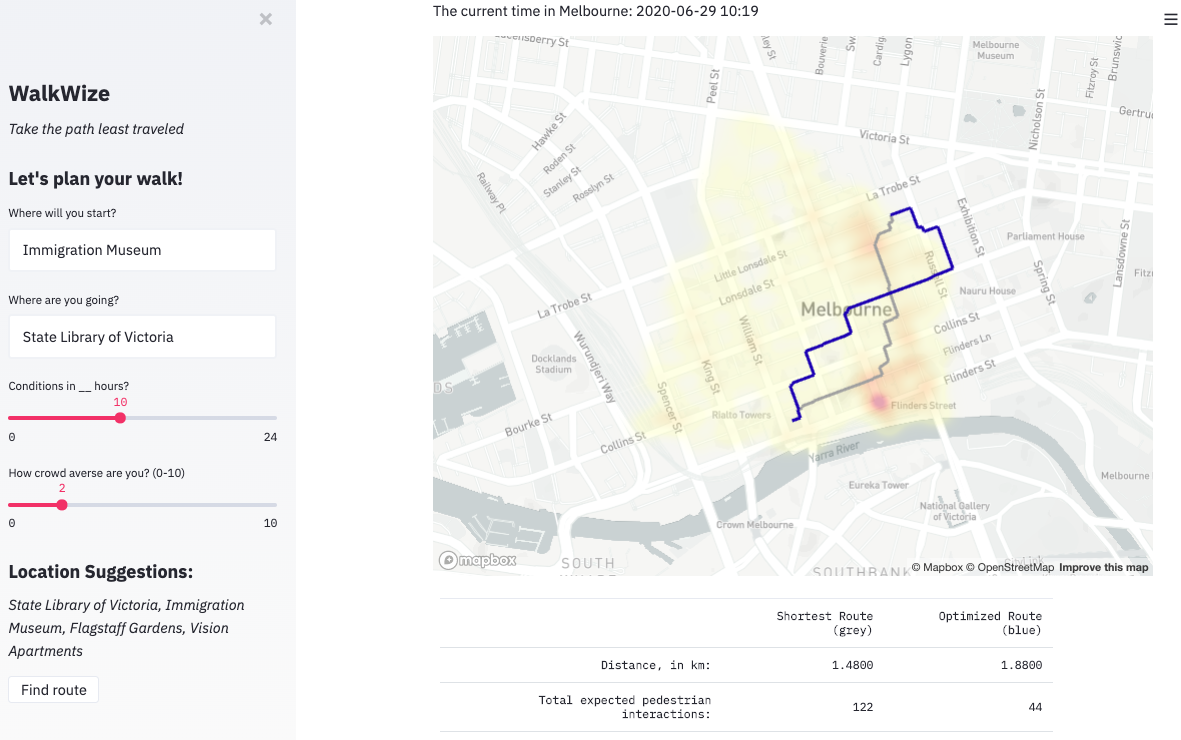 WalkWize
Take the path least traveled
Let's plan your walk!
Where will you start?
Immigration Museum
Where are you going?
State Library of Victoria
Conditions in __ hours?
10
0 24
How crowd averse are you? (0-10)
2
0 10
Location Suggestions:
State Library of Victoria, Immigration
Museum, Flagstaff Gardens, Vision
Apartments
Find route
The current time in Melbourne: 2020-06-29 10:19
Peel St
Bouverie
Cardig
Lygon
Melbourne
Museum
Nicholson St
Fitzroy St
Brunswic
Gertru
Hawke St
Roden St
Stanley St
Rosslyn St
Railway Pl
Victoria St
La Trobe St
Exhibition St
Parliament House
Lansdowne St
Fitz
Little Lonsdale St
Lonsdale St
Russell St
Spring St
Nauru House
La Trobe St
Melbourne
William St
Collins St
Flinders Ln
Flinders St
Docklands
Stadium
Wurundjeri Way
King St
Spencer St
DS
Rialto Towers
Flinders Street
Bourke St
Collins St
Yarra River
Melbourne
Eureka Tower
National Gallery
of Victoria
Crown Melbourne
SOUTH
SOUTHBANK
mapbox
© Mapbox © OpenStreetMap Improve this map
Shortest Route Optimized Route
(grey) (blue)
Distance, in km: 1.4800 1.8800
Total expected pedestrian
interactions: 122 44